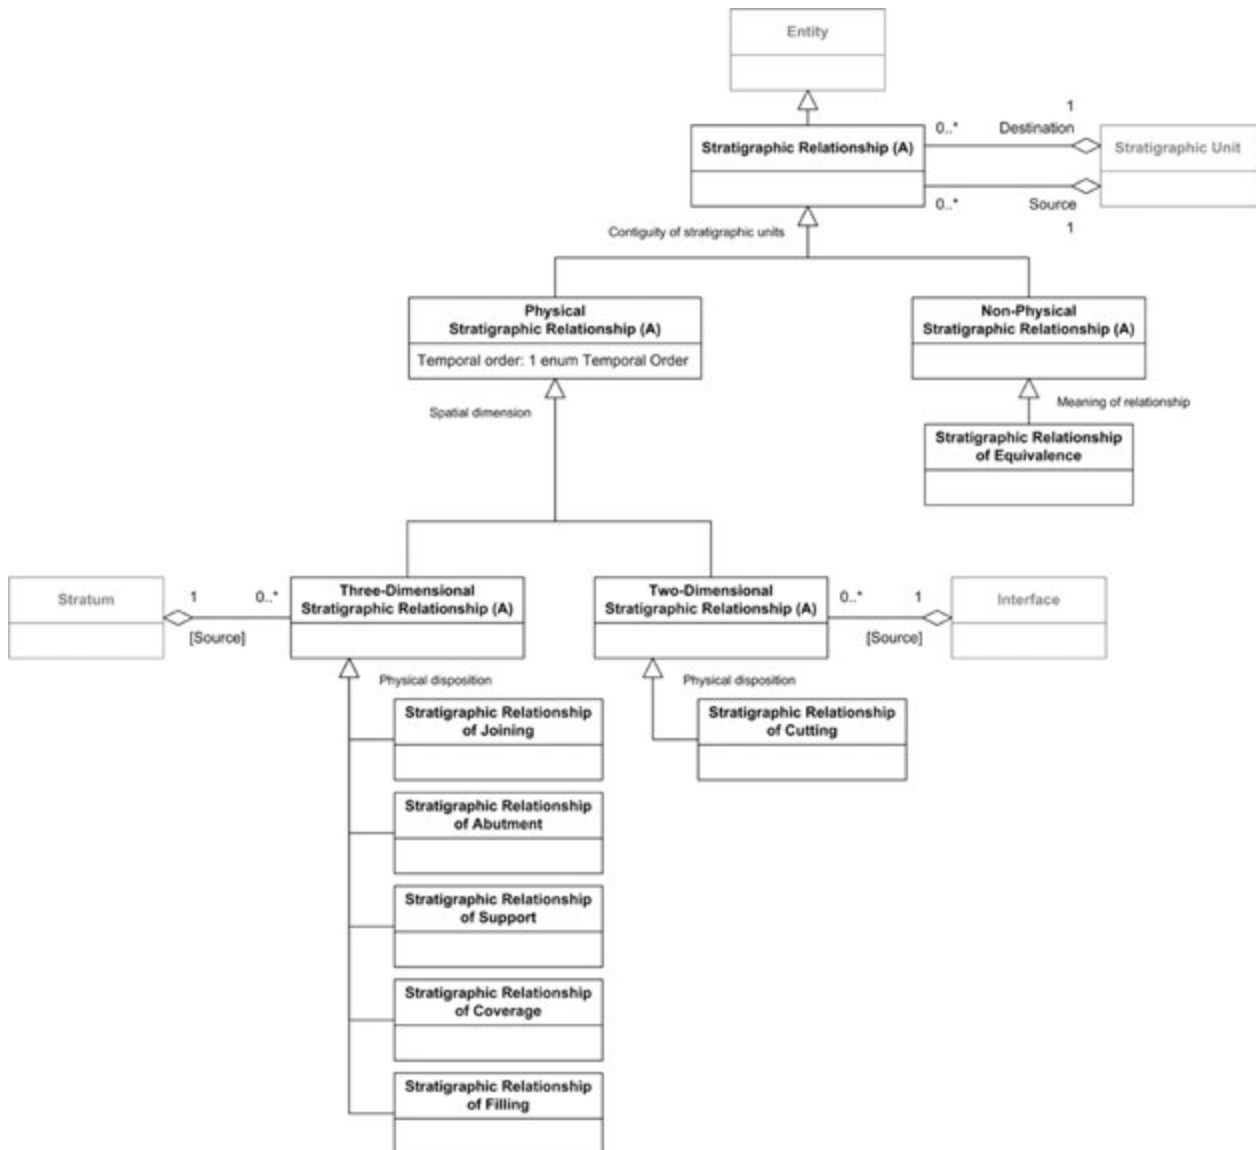 Entity
1
0..*
Destination
Stratigraphic Relationship (A)
Stratigraphic Unit
0..*
Source
1
Contiguity of stratigraphic units
Physical
Stratigraphic Relationship (A)
Temporal order: 1 enum Temporal Order
Non-Physical
Stratigraphic Relationship (A)
Spatial dimension
Meaning of relationship
Stratigraphic Relationship
of Equivalence
Stratum
1
0..*
[Source]
Three-Dimensional
Stratigraphic Relationship (A)
Two-Dimensional
Stratigraphic Relationship (A)
0..*
1
[Source]
Interface
Physical disposition
Physical disposition
Stratigraphic Relationship
of Joining
Stratigraphic Relationship
of Cutting
Stratigraphic Relationship
of Abutment
Stratigraphic Relationship
of Support
Stratigraphic Relationship
of Coverage
Stratigraphic Relationship
of Filling